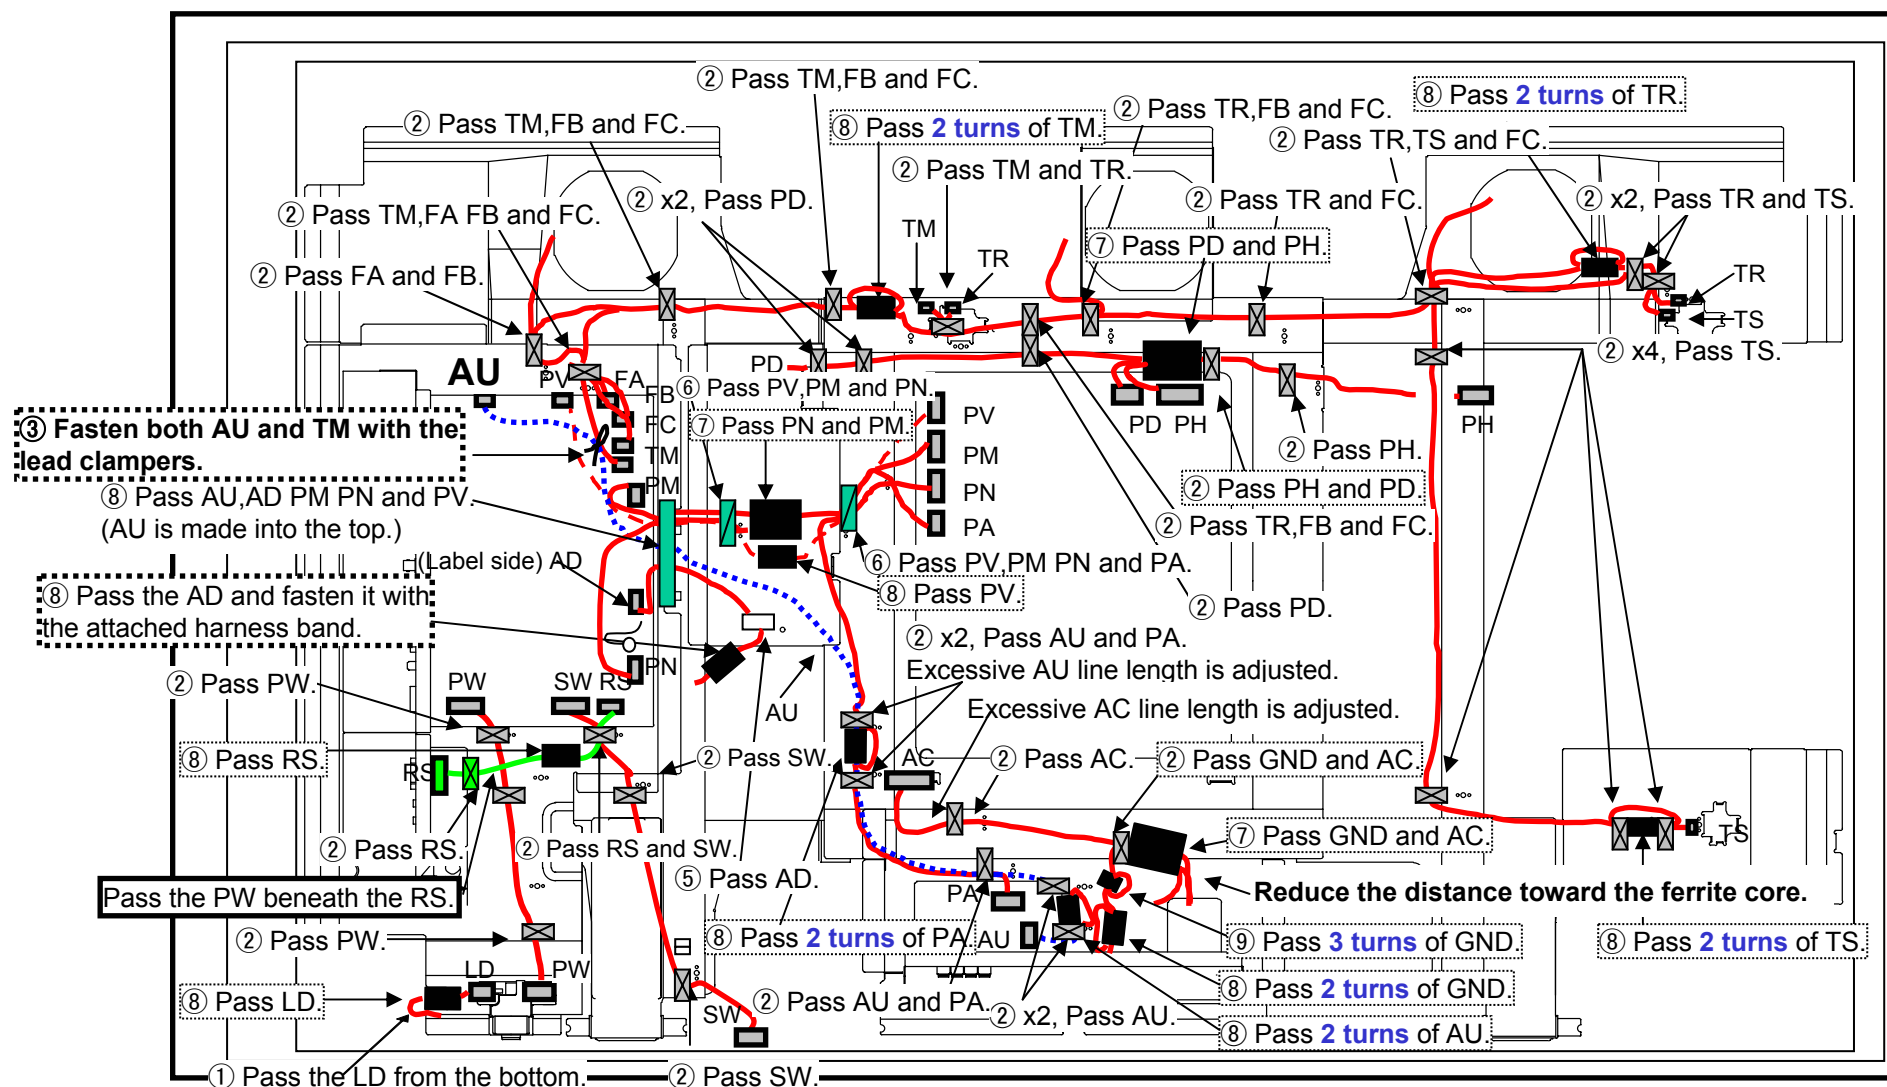 ② Pass TM,FB and FC.
⑧ Pass 2 turns of TR.
② Pass TM,FB and FC.
⑧ Pass 2 turns of TM.
② Pass TR,FB and FC.
② Pass TR,TS and FC.
② Pass TM and TR.
② x2, Pass PD.
② Pass TM,FA FB and FC.
② Pass TR and FC.
② x2, Pass TR and TS.
TM
TR
⑦ Pass PD and PH.
② Pass FA and FB.
TR
TS
② x4, Pass TS.
AU
PV
FA
FB
FC
TM
PD
⑥ Pass PV,PM and PN.
⑦ Pass PN and PM.
PV
PM
PN
PA
PD
PH
PH
② Pass PH.
② Pass PH and PD.
② Pass TR,FB and FC.
③ Fasten both AU and TM with the
lead clampers.
PM
⑧ Pass AU,AD PM PN and PV.
(AU is made into the top.)
(Label side) AD
⑥ Pass PV,PM PN and PA.
⑧ Pass PV.
② Pass PD.
⑧ Pass the AD and fasten it with
the attached harness band.
PN
② x2, Pass AU and PA.
Excessive AU line length is adjusted.
② Pass PW.
PW
SW
RS
AU
Excessive AC line length is adjusted.
⑧ Pass RS.
RS
② Pass SW.
AC
② Pass AC.
② Pass GND and AC.
② Pass RS.
② Pass RS and SW.
⑦ Pass GND and AC.
TS
⑤ Pass AD.
Pass the PW beneath the RS.
PA
Reduce the distance toward the ferrite core.
② Pass PW.
⑧ Pass 2 turns of PA.
AU
⑨ Pass 3 turns of GND.
⑧ Pass 2 turns of TS.
LD
PW
⑧ Pass LD.
SW
② Pass AU and PA.
② x2, Pass AU.
⑧ Pass 2 turns of GND.
⑧ Pass 2 turns of AU.
① Pass the LD from the bottom.
② Pass SW.